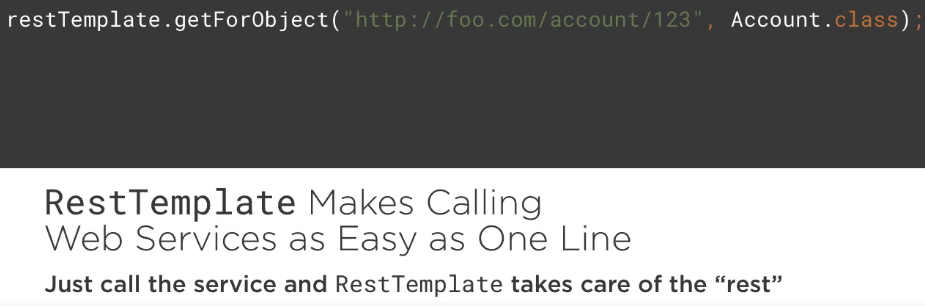 restTemplate.getForObject("http://foo.com/account/123", Account.class);
RestTemplate Makes Calling
Web Services as Easy as One Line
Just call the service and RestTemplate takes care of the “rest”